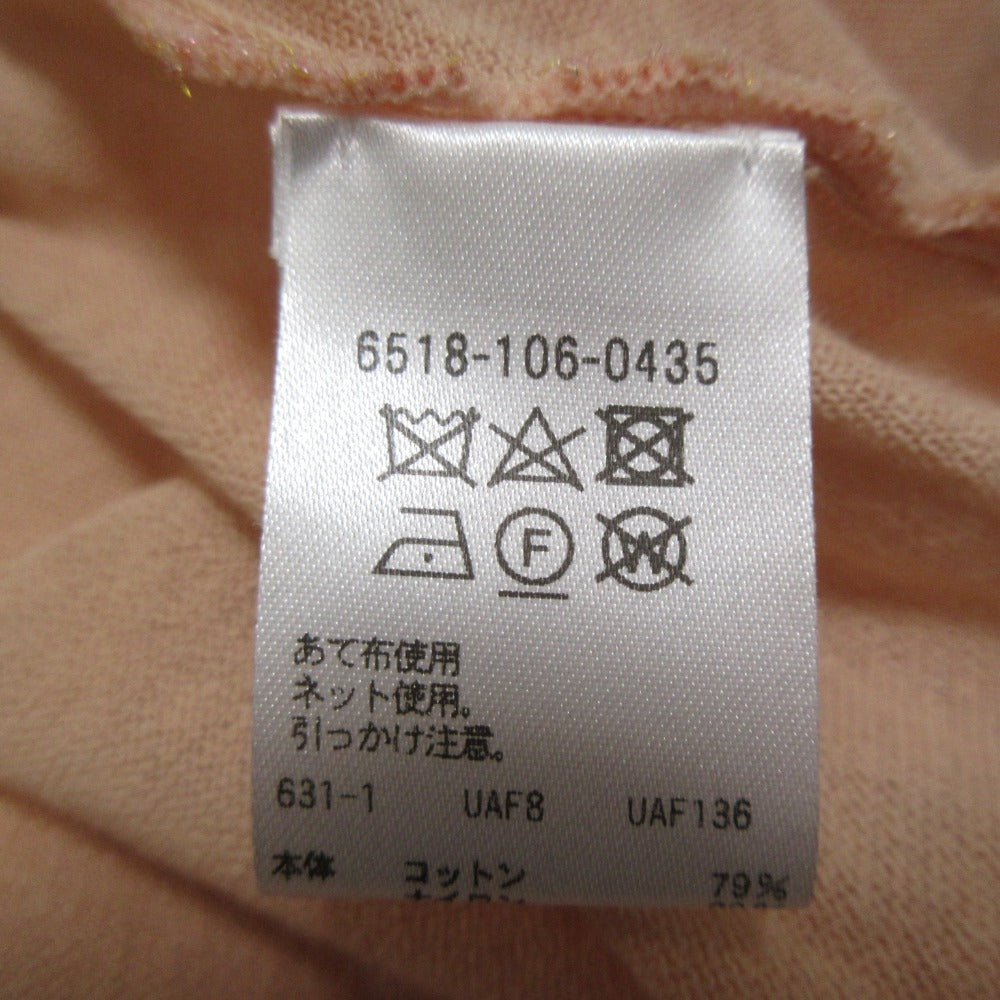 6518-106-0435
F
W
あて布使用
ネット使用。
引っかけ注意。
631-1 UAF8 UAF136
本体 コットン 79%